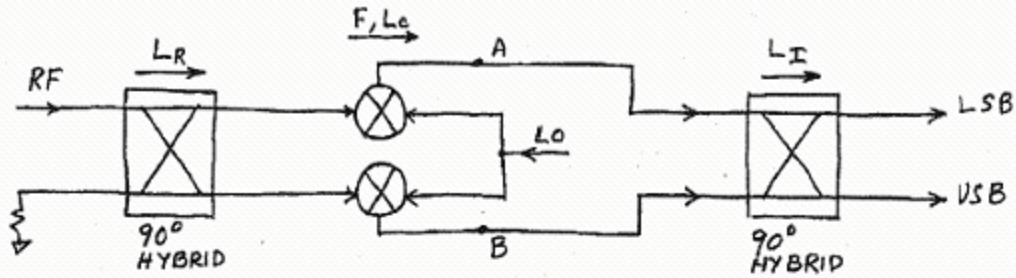 F, Lc
A
LR
LI
RF
LSB
LO
USB
90° HYBRID
B
90° HYBRID